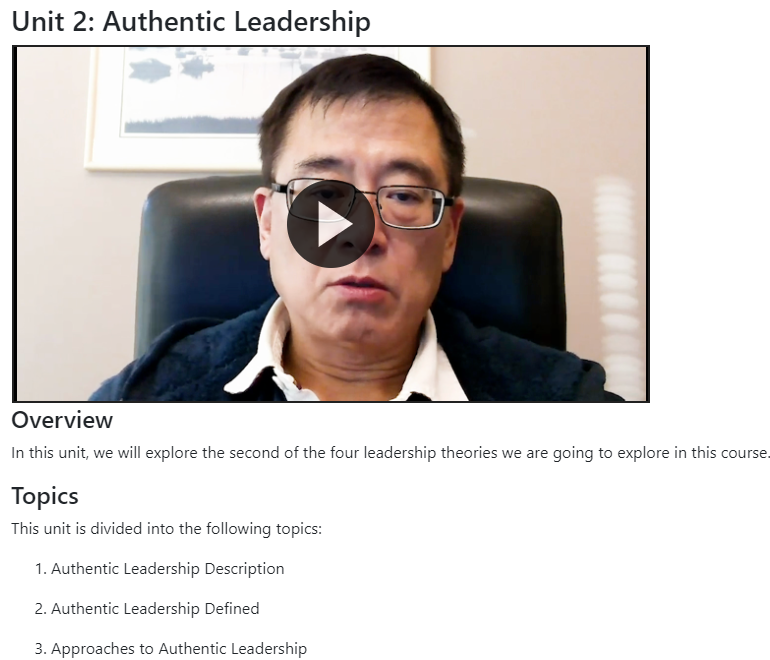 Unit 2: Authentic Leadership
Overview
In this unit, we will explore the second of the four leadership theories we are going to explore in this course.
Topics
This unit is divided into the following topics:
1. Authentic Leadership Description
2. Authentic Leadership Defined
3. Approaches to Authentic Leadership